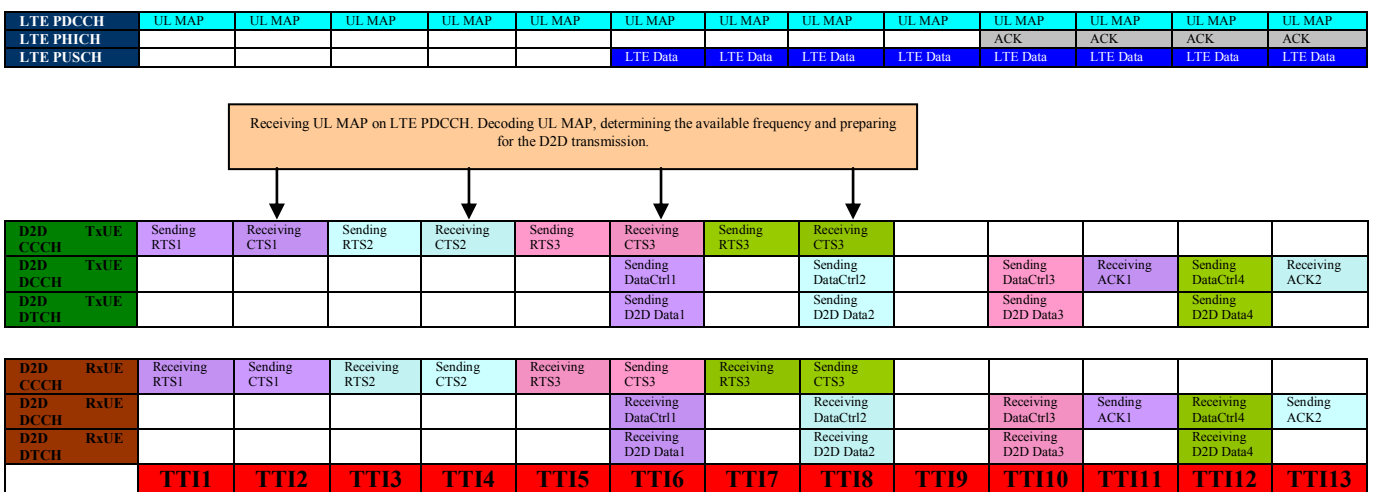 LTE PDCCH UL MAP UL MAP UL MAP UL MAP UL MAP UL MAP UL MAP UL MAP UL MAP UL MAP UL MAP UL MAP UL MAP
LTE PHICH ACK ACK ACK ACK
LTE PUSCH LTE Data LTE Data LTE Data LTE Data LTE Data LTE Data LTE Data LTE Data
Receiving UL MAP on LTE PDCCH. Decoding UL MAP, determining the available frequency and preparing
for the D2D transmission.
D2D TxUE Sending Receiving Sending Receiving Sending Receiving Sending Receiving
CCCH RTS1 CTS1 RTS2 CTS2 RTS3 CTS3 RTS3 CTS3
D2D TxUE Sending Sending Sending Receiving Sending Receiving
DCCH DataCtrl1 DataCtrl2 DataCtrl3 ACK1 DataCtrl4 ACK2
D2D TxUE Sending Sending Sending Sending
DTCH D2D Data1 D2D Data2 D2D Data3 D2D Data4
D2D RxUE Receiving Sending Receiving Sending Receiving Sending Receiving Sending
CCCH RTS1 CTS1 RTS2 CTS2 RTS3 CTS3 RTS3 CTS3
D2D RxUE Receiving Receiving Receiving Sending Receiving Sending
DCCH DataCtrl1 DataCtrl2 DataCtrl3 ACK1 DataCtrl4 ACK2
D2D RxUE Receiving Receiving Receiving Receiving
DTCH D2D Data1 D2D Data2 D2D Data3 D2D Data4
TTI1 TTI2 TTI3 TTI4 TTI5 TTI6 TTI7 TTI8 TTI9 TTI10 TTI11 TTI12 TTI13